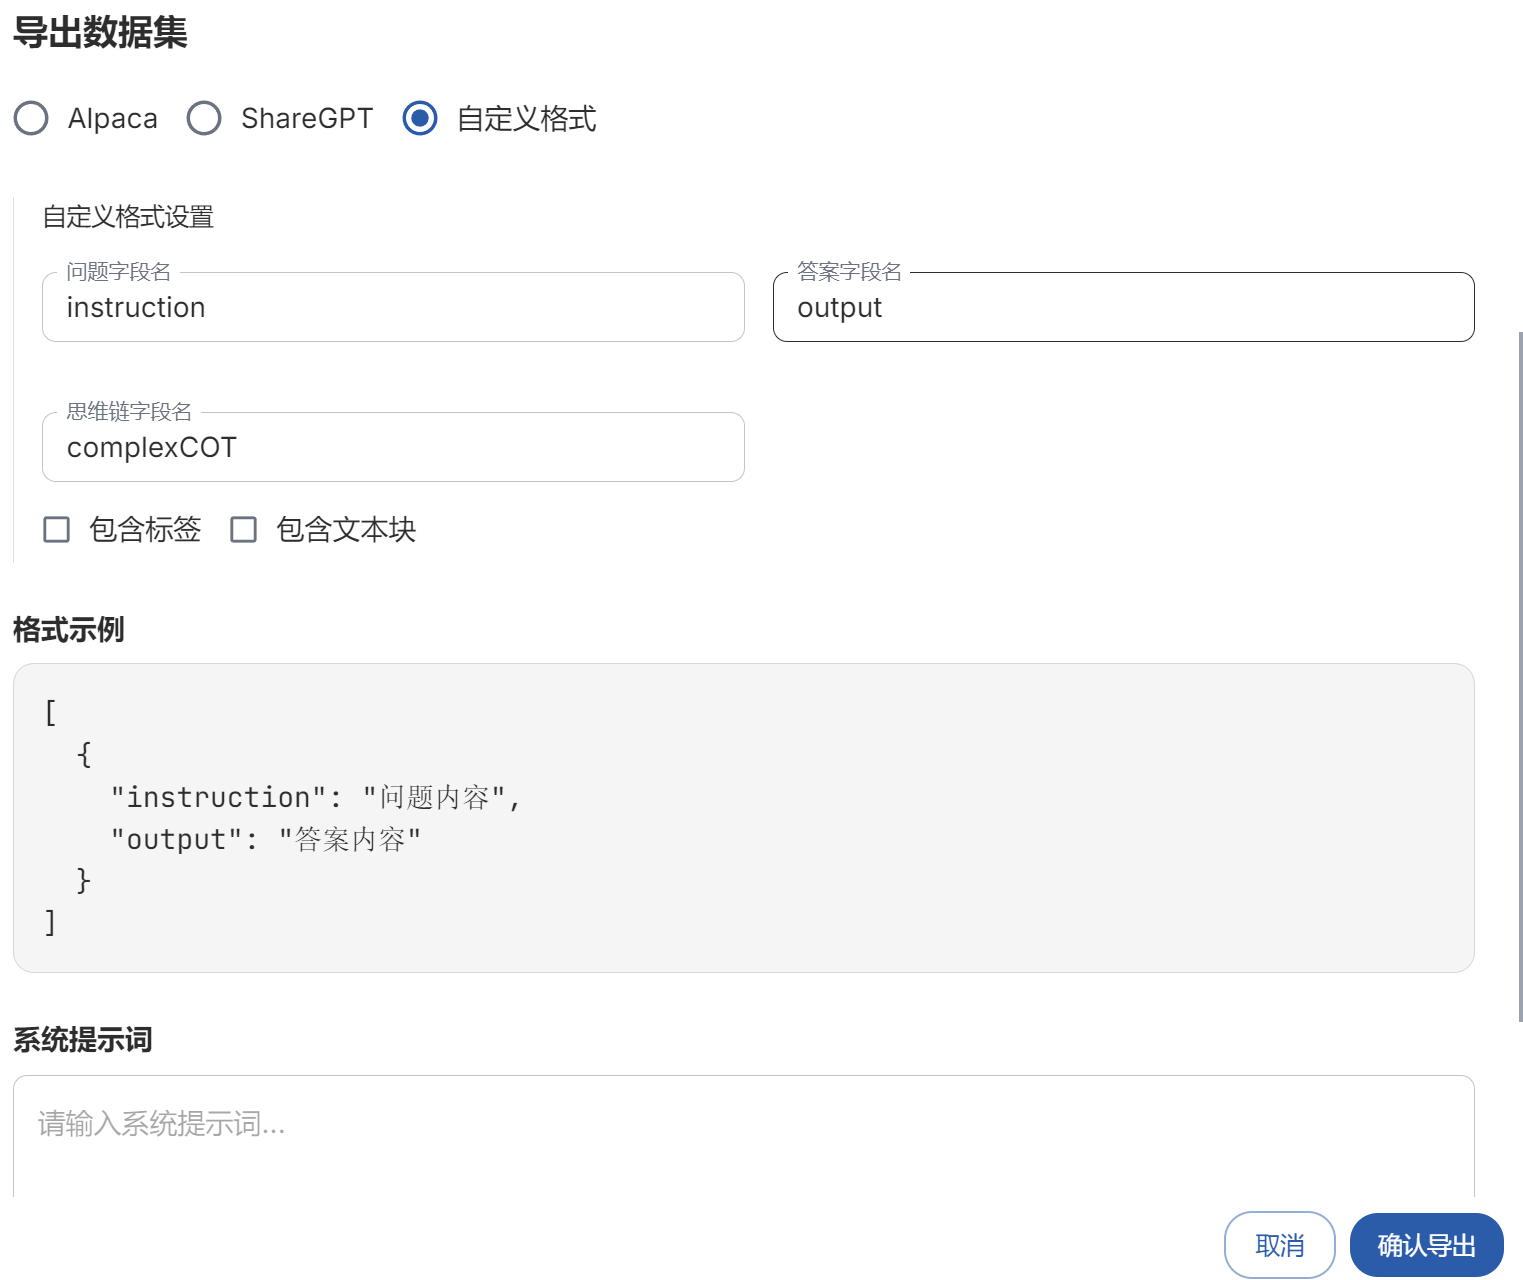 导出数据集
Alpaca ShareGPT 自定义格式
自定义格式设置
问题字段名 答案字段名
instruction output
思维链字段名
complexCOT
包含标签 包含文本块
格式示例
[
  {
    "instruction": "问题内容",
    "output": "答案内容"
  }
]
系统提示词
请输入系统提示词...
取消 确认导出